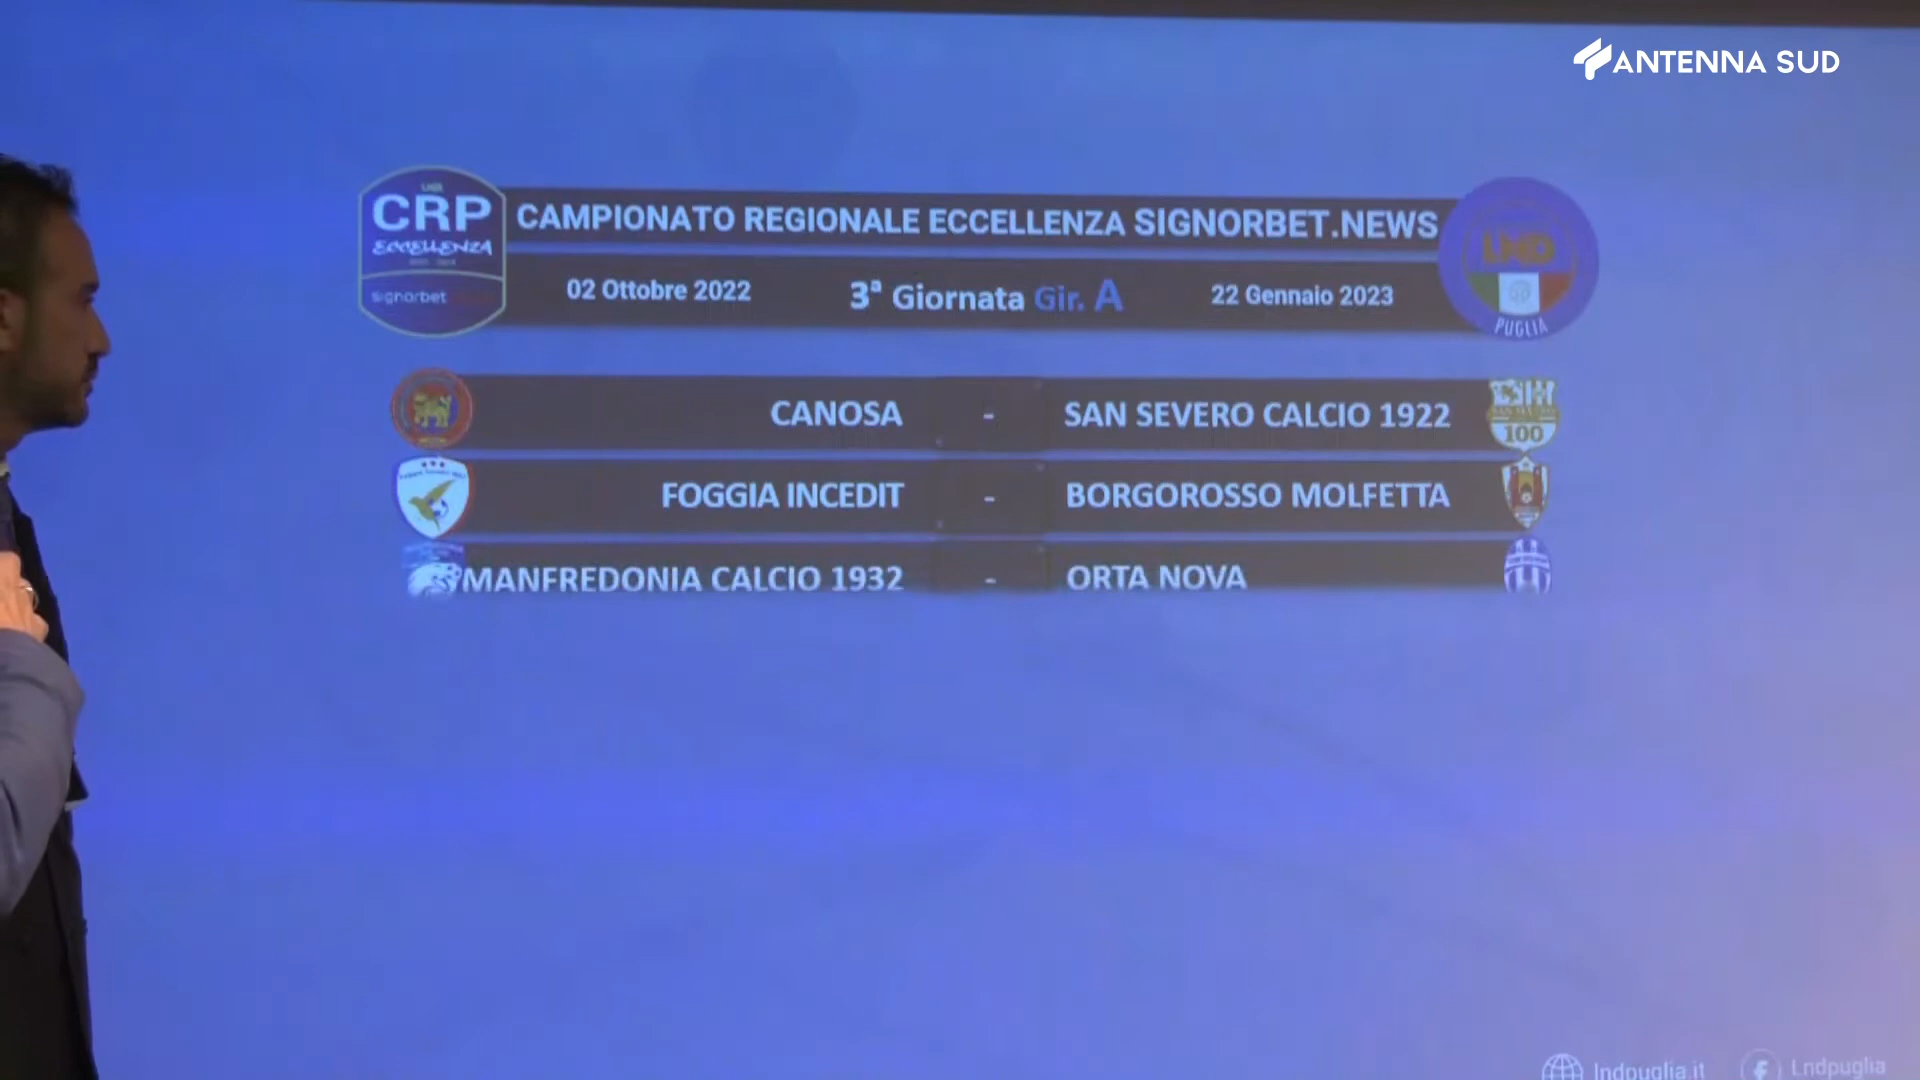 ANTENNA SUD
LND
CRP
ECCELLENZA
signorbet
CAMPIONATO REGIONALE ECCELLENZA SIGNORBET.NEWS
02 Ottobre 2022 3ª Giornata Gir. A 22 Gennaio 2023
LND
PUGLIA
CANOSA - SAN SEVERO CALCIO 1922
100
FOGGIA INCEDIT - BORGOROSSO MOLFETTA
MANFREDONIA CALCIO 1932 - ORTA NOVA
lndpuglia.it Lndpuglia